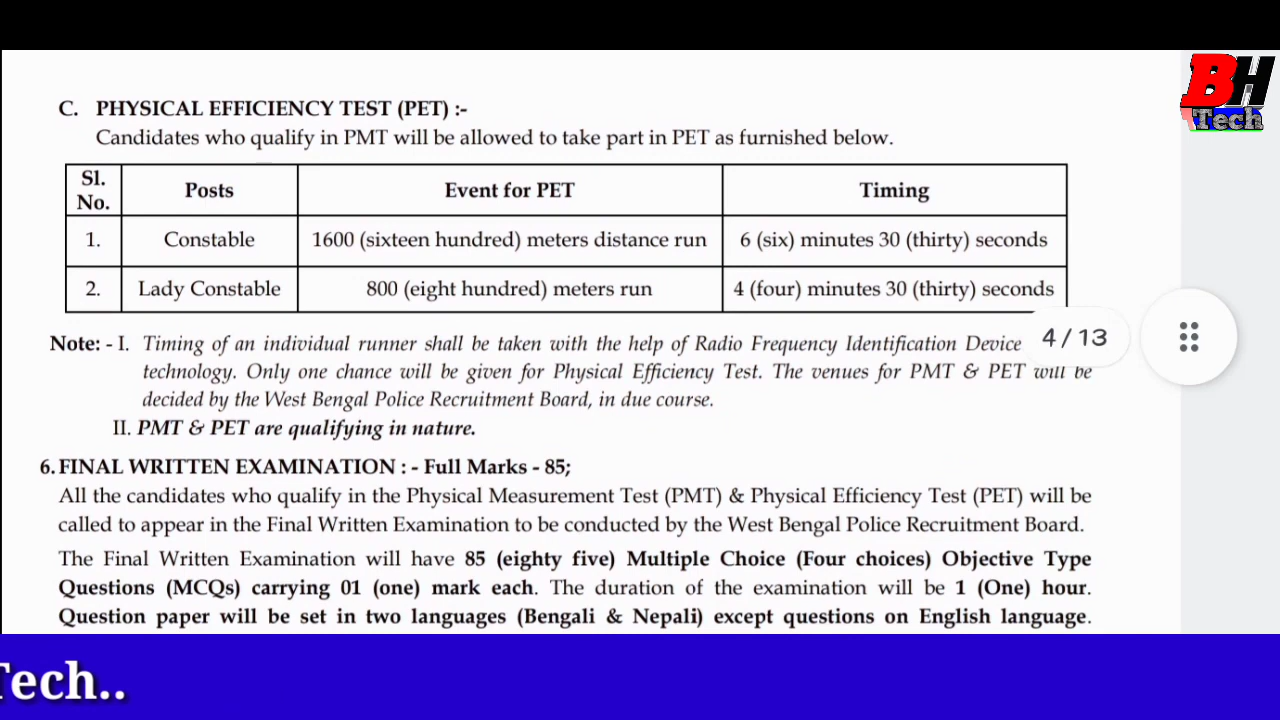 BH
Tech
C. PHYSICAL EFFICIENCY TEST (PET) :-
Candidates who qualify in PMT will be allowed to take part in PET as furnished below.
Sl. No. Posts Event for PET Timing
1. Constable 1600 (sixteen hundred) meters distance run 6 (six) minutes 30 (thirty) seconds
2. Lady Constable 800 (eight hundred) meters run 4 (four) minutes 30 (thirty) seconds
4 / 13
Note: - I. Timing of an individual runner shall be taken with the help of Radio Frequency Identification Device
technology. Only one chance will be given for Physical Efficiency Test. The venues for PMT & PET will be
decided by the West Bengal Police Recruitment Board, in due course.
II. PMT & PET are qualifying in nature.
6. FINAL WRITTEN EXAMINATION : - Full Marks - 85;
All the candidates who qualify in the Physical Measurement Test (PMT) & Physical Efficiency Test (PET) will be
called to appear in the Final Written Examination to be conducted by the West Bengal Police Recruitment Board.
The Final Written Examination will have 85 (eighty five) Multiple Choice (Four choices) Objective Type
Questions (MCQs) carrying 01 (one) mark each. The duration of the examination will be 1 (One) hour.
Question paper will be set in two languages (Bengali & Nepali) except questions on English language.
Tech..